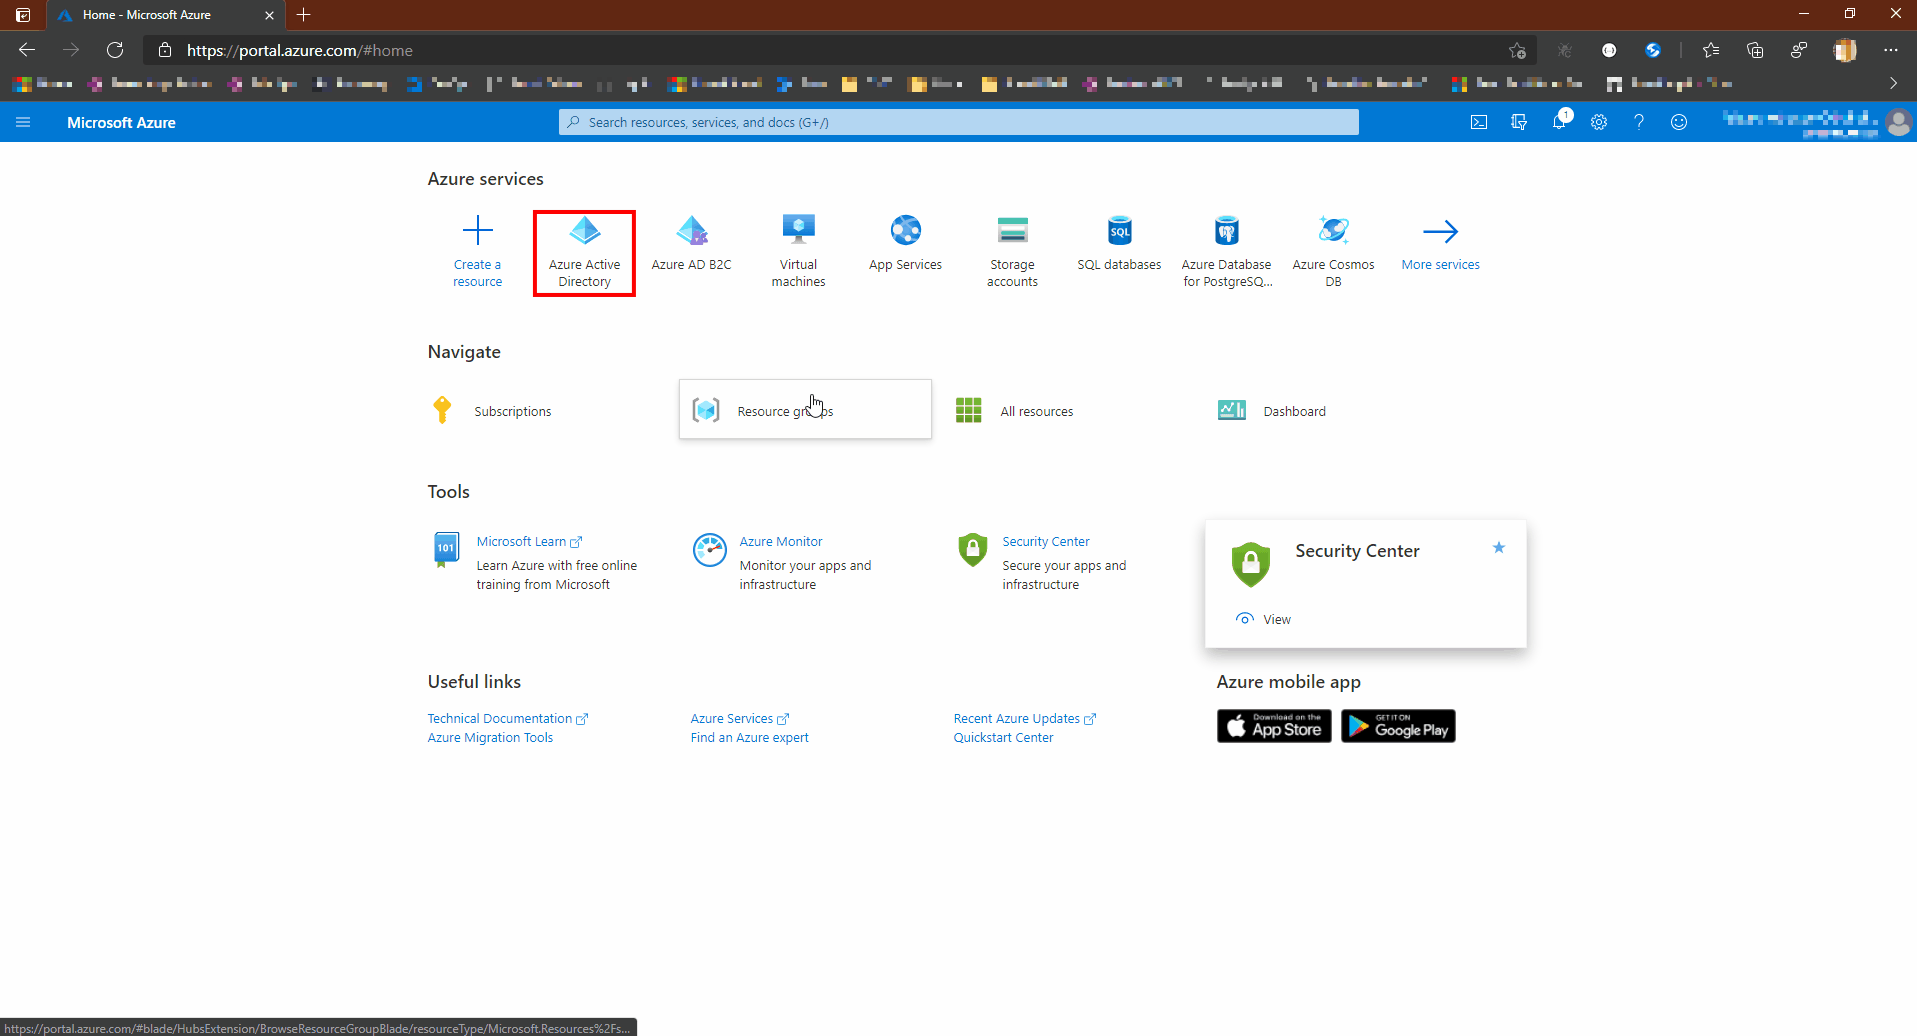 Home - Microsoft Azure
https://portal.azure.com/#home
Microsoft Azure
Search resources, services, and docs (G+/)
1
Azure services
Create a
resource
Azure Active
Directory
Azure AD B2C
Virtual
machines
App Services
Storage
accounts
SQL
SQL databases
Azure Database
for PostgreSQ...
Azure Cosmos
DB
More services
Navigate
Subscriptions
Resource groups
All resources
Dashboard
Tools
101
Microsoft Learn
Learn Azure with free online
training from Microsoft
Azure Monitor
Monitor your apps and
infrastructure
Security Center
Secure your apps and
infrastructure
Security Center
View
Useful links
Technical Documentation
Azure Migration Tools
Azure Services
Find an Azure expert
Recent Azure Updates
Quickstart Center
Azure mobile app
Download on the
App Store
GET IT ON
Google Play
https://portal.azure.com/#blade/HubsExtension/BrowseResourceGroupBlade/resourceType/Microsoft.Resources%2Fs...